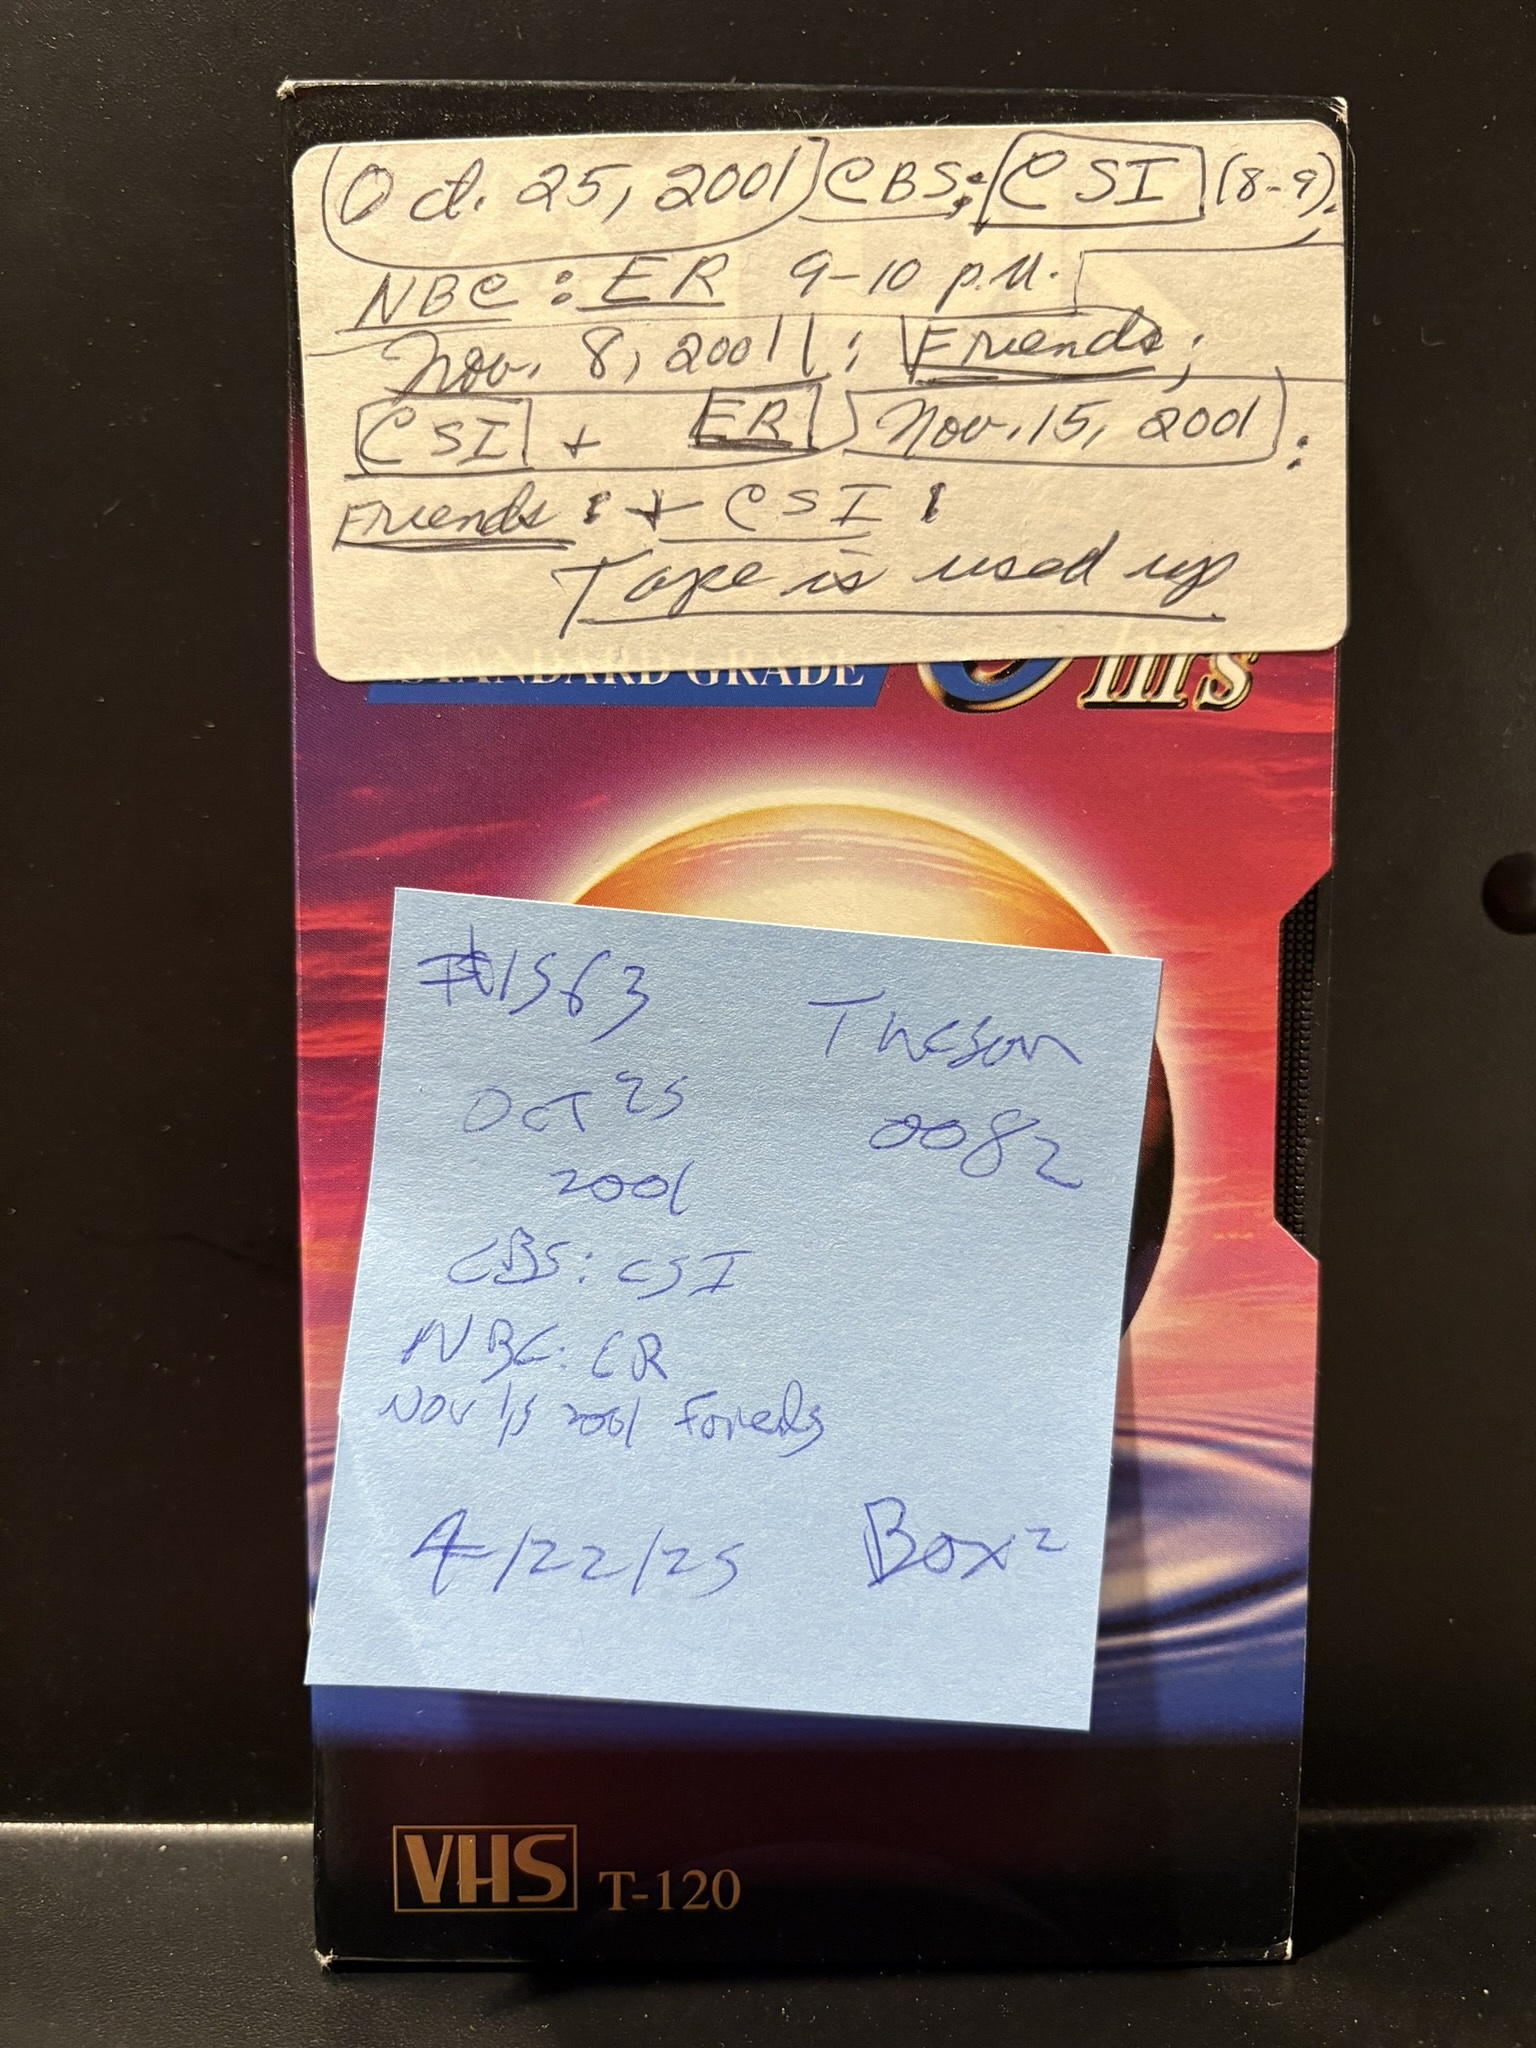 Oct. 25, 2001 CBS: CSI (8-9).
NBC: ER 9-10 p.m.
Nov. 8, 2001: Friends;
CSI + ER Nov. 15, 2001:
Friends: + CSI:
Tape is used up
STANDARD GRADE hrs
#1563 Tucson
OCT 25 0082
2001
CBS: CSI
NBC: ER
NOV 15 2001 Friends
4/22/25 Box 2
VHS T-120